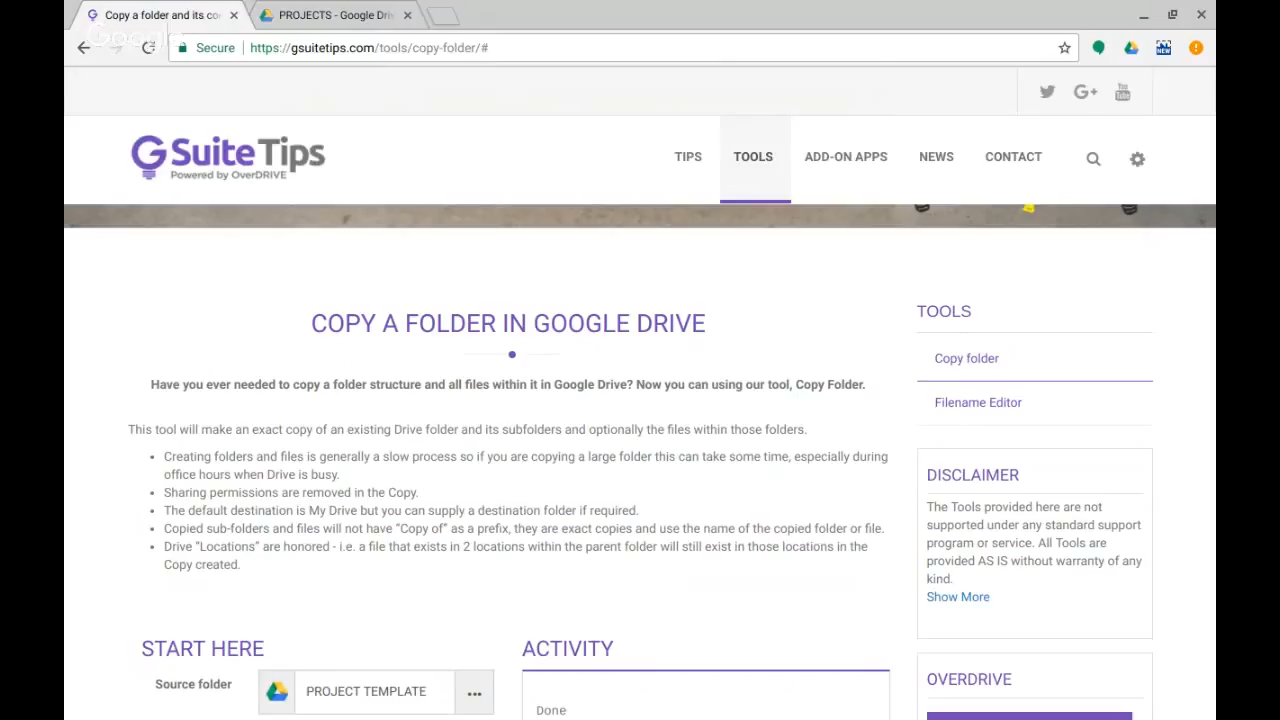 Copy a folder and its co
PROJECTS - Google Driv
Google
Secure
https://gsuitetips.com/tools/copy-folder/#
NEW
You
Tube
G+
GSuiteTips
Powered by OverDRIVE
TIPS
TOOLS
ADD-ON APPS
NEWS
CONTACT
COPY A FOLDER IN GOOGLE DRIVE
Have you ever needed to copy a folder structure and all files within it in Google Drive? Now you can using our tool, Copy Folder.
This tool will make an exact copy of an existing Drive folder and its subfolders and optionally the files within those folders.
• Creating folders and files is generally a slow process so if you are copying a large folder this can take some time, especially during
office hours when Drive is busy.
• Sharing permissions are removed in the Copy.
• The default destination is My Drive but you can supply a destination folder if required.
• Copied sub-folders and files will not have “Copy of” as a prefix, they are exact copies and use the name of the copied folder or file.
• Drive “Locations” are honored - i.e. a file that exists in 2 locations within the parent folder will still exist in those locations in the
Copy created.
START HERE
Source folder
PROJECT TEMPLATE
...
ACTIVITY
Done
TOOLS
Copy folder
Filename Editor
DISCLAIMER
The Tools provided here are not
supported under any standard support
program or service. All Tools are
provided AS IS without warranty of any
kind.
Show More
OVERDRIVE